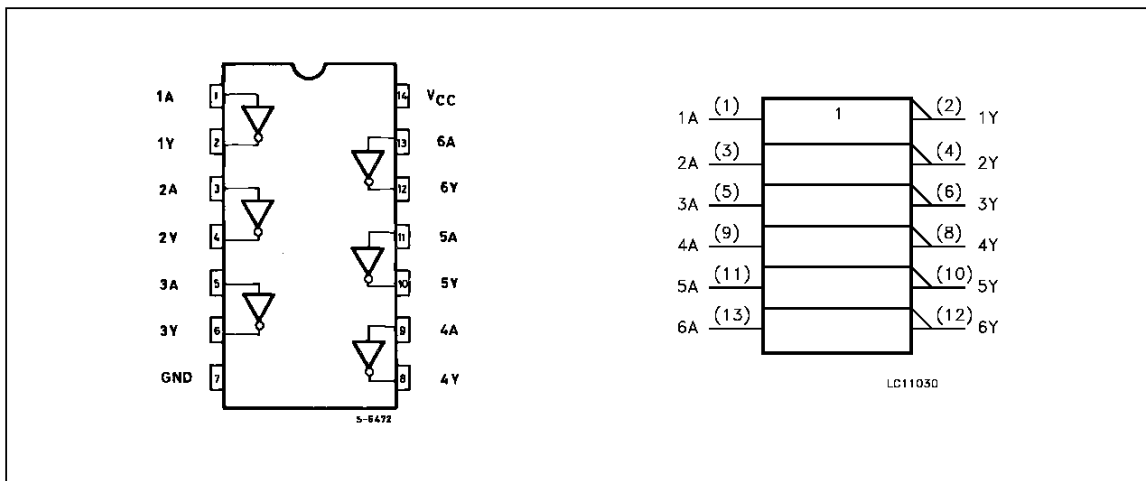 1A 1 14 VCC
1Y 2 13 6A
2A 3 12 6Y
2Y 4 11 5A
3A 5 10 5Y
3Y 6 9 4A
GND 7 8 4Y
S-6472
1
1A (1) (2) 1Y
2A (3) (4) 2Y
3A (5) (6) 3Y
4A (9) (8) 4Y
5A (11) (10) 5Y
6A (13) (12) 6Y
LC11030